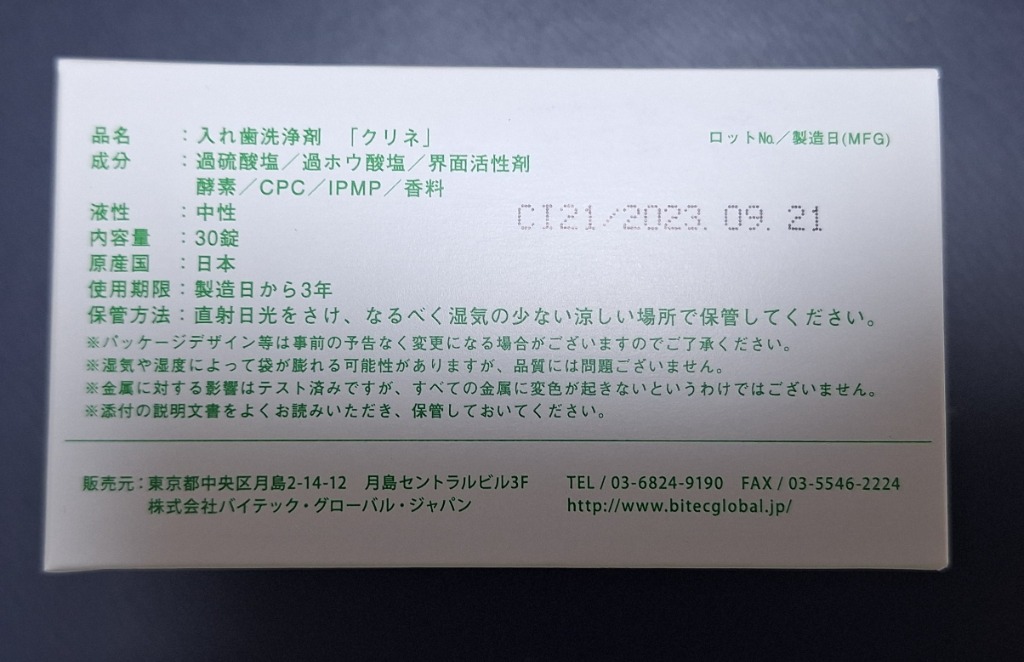 品名　：入れ歯洗浄剤　「クリネ」
ロット№／製造日(MFG)
成分　：過硫酸塩／過ホウ酸塩／界面活性剤
酵素／CPC／IPMP／香料
液性　：中性
CI21/2023.09.21
内容量　：30錠
原産国　：日本
使用期限：製造日から3年
保管方法：直射日光をさけ、なるべく湿気の少ない涼しい場所で保管してください。
※パッケージデザイン等は事前の予告なく変更になる場合がございますのでご了承ください。
※湿気や湿度によって袋が膨れる可能性がありますが、品質には問題ございません。
※金属に対する影響はテスト済みですが、すべての金属に変色が起きないというわけではございません。
※添付の説明文書をよくお読みいただき、保管しておいてください。
販売元：東京都中央区月島2-14-12　月島セントラルビル3F
株式会社バイテック・グローバル・ジャパン
TEL / 03-6824-9190　FAX / 03-5546-2224
http://www.bitecglobal.jp/